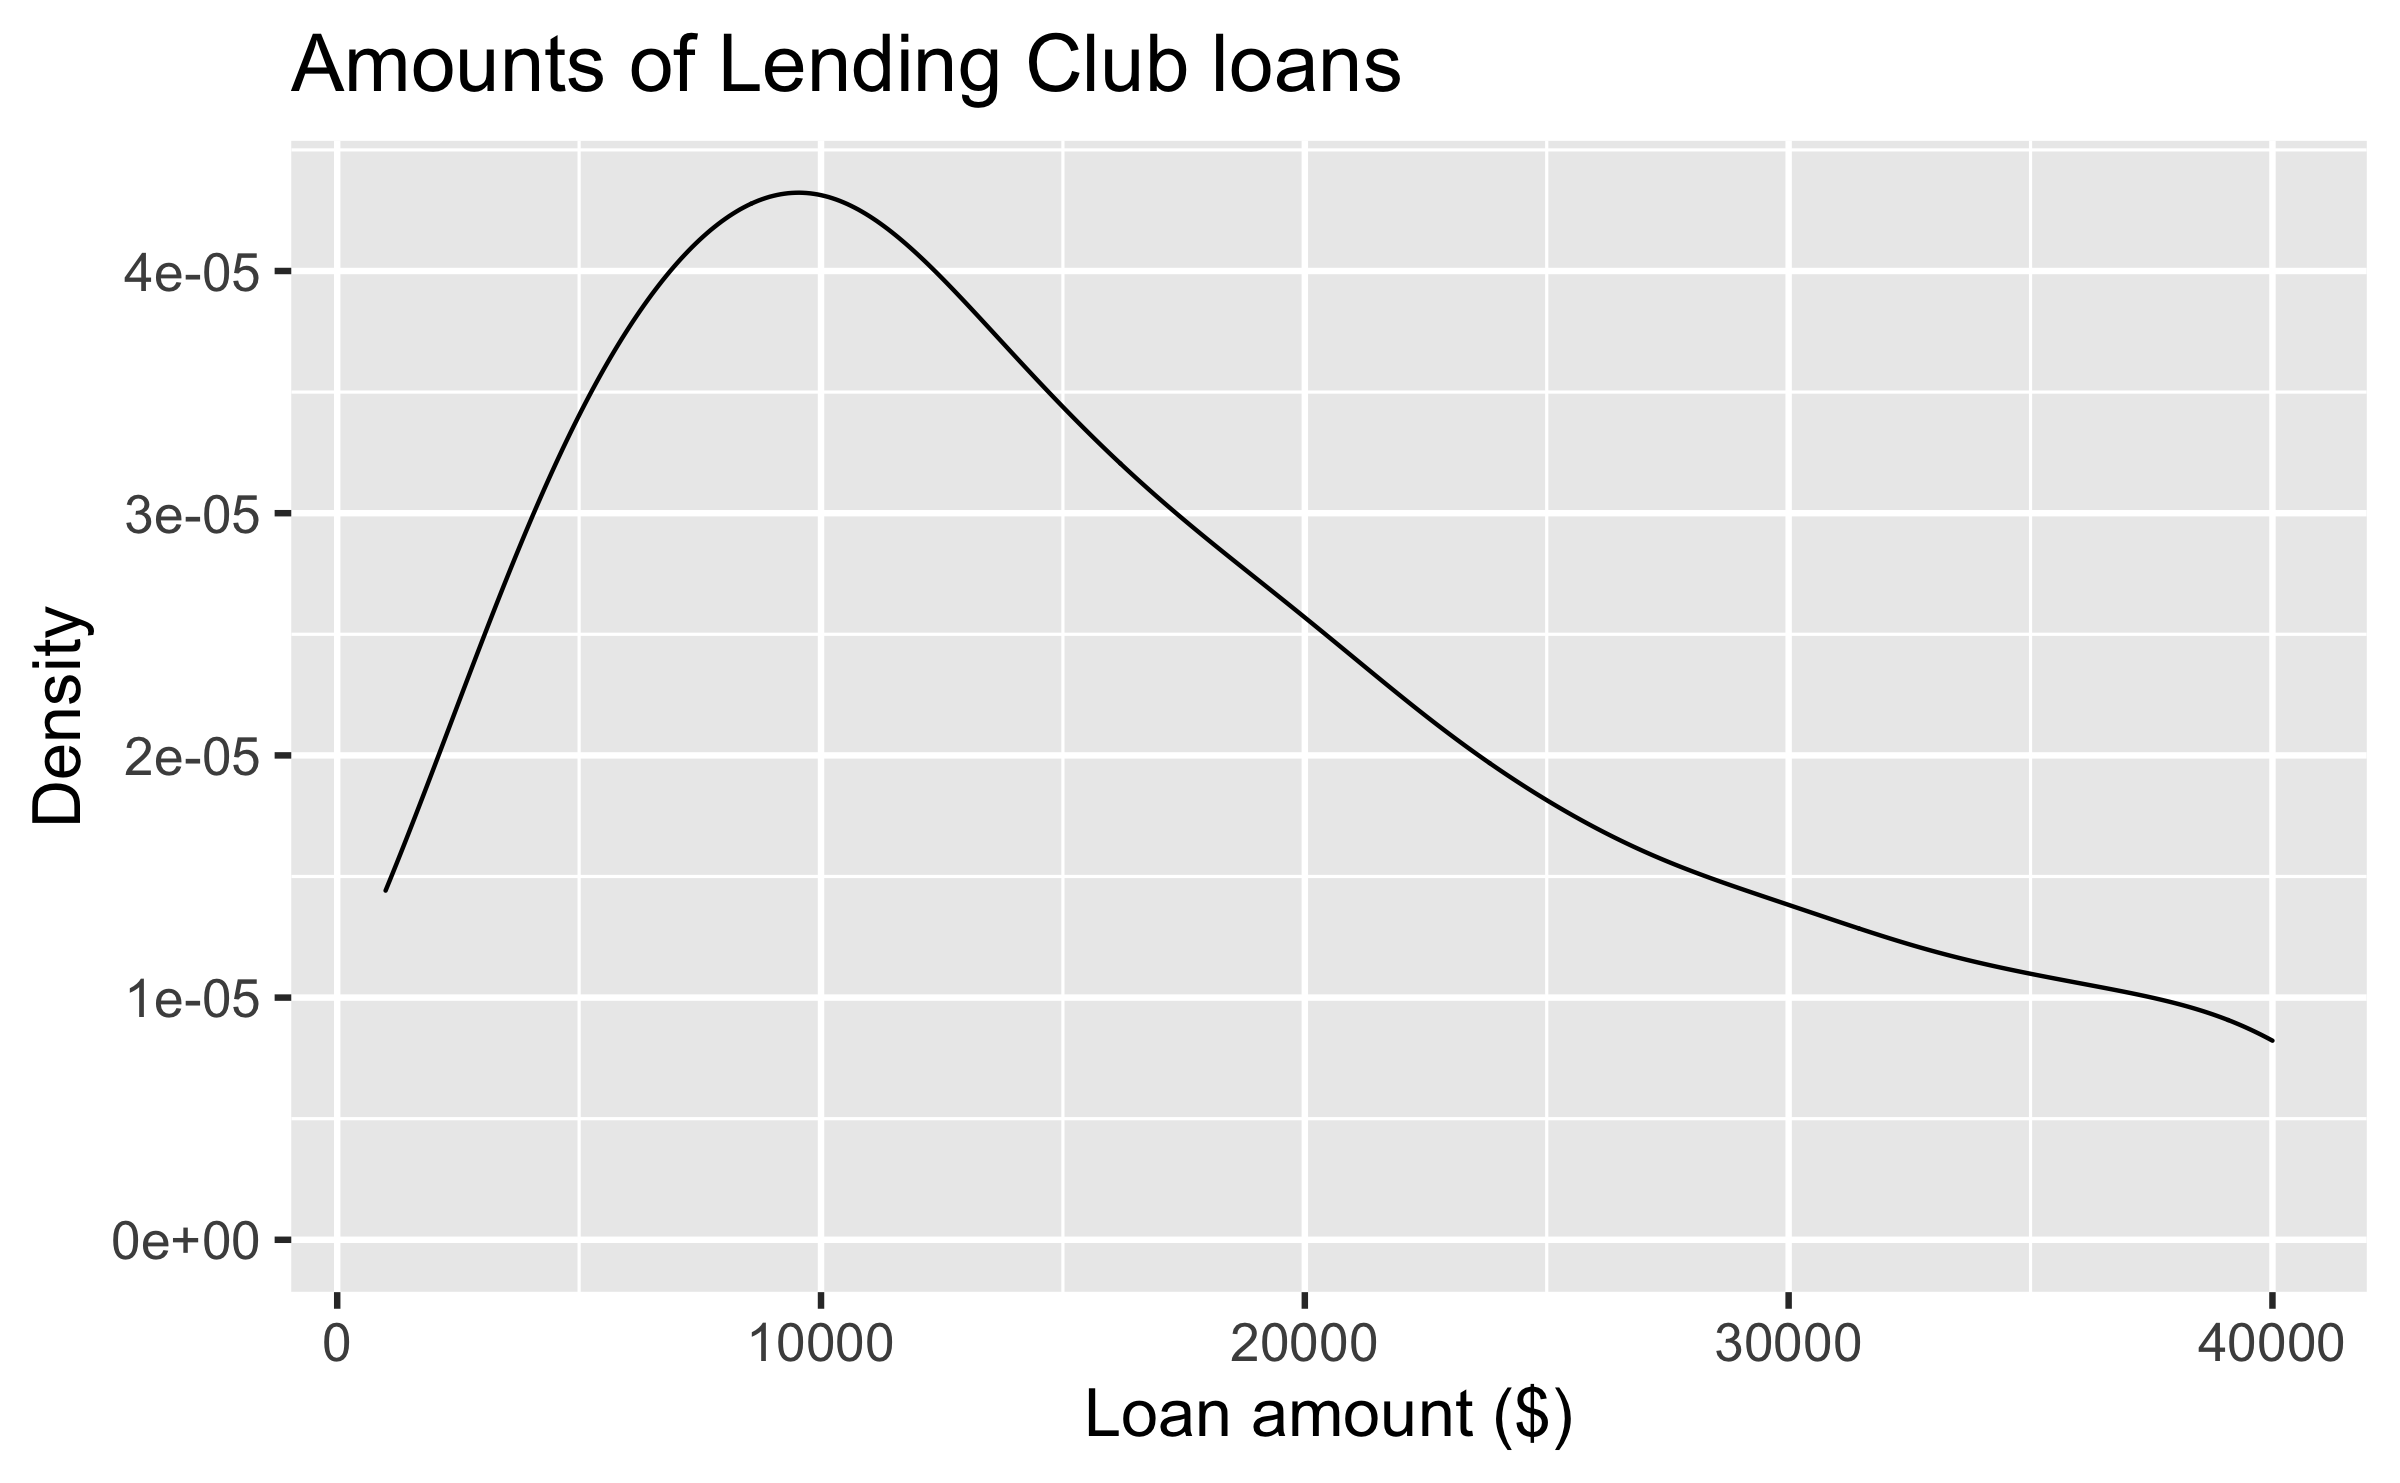 Amounts of Lending Club loans
4e-05
3e-05
2e-05
1e-05
0e+00
Density
0 10000 20000 30000 40000
Loan amount ($)